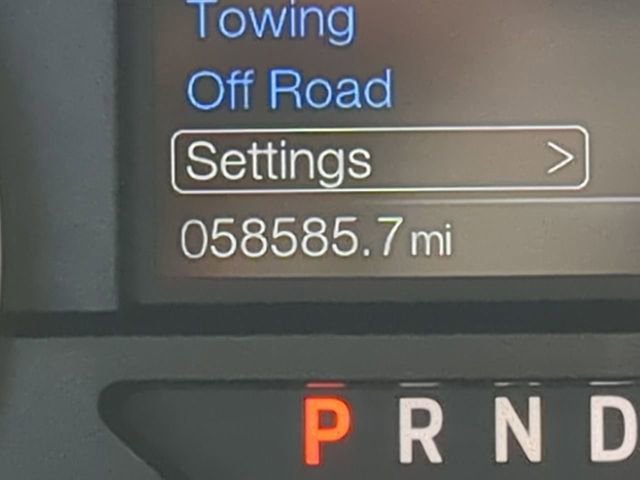 Towing
Off Road
Settings >
058585.7 mi
P R N D